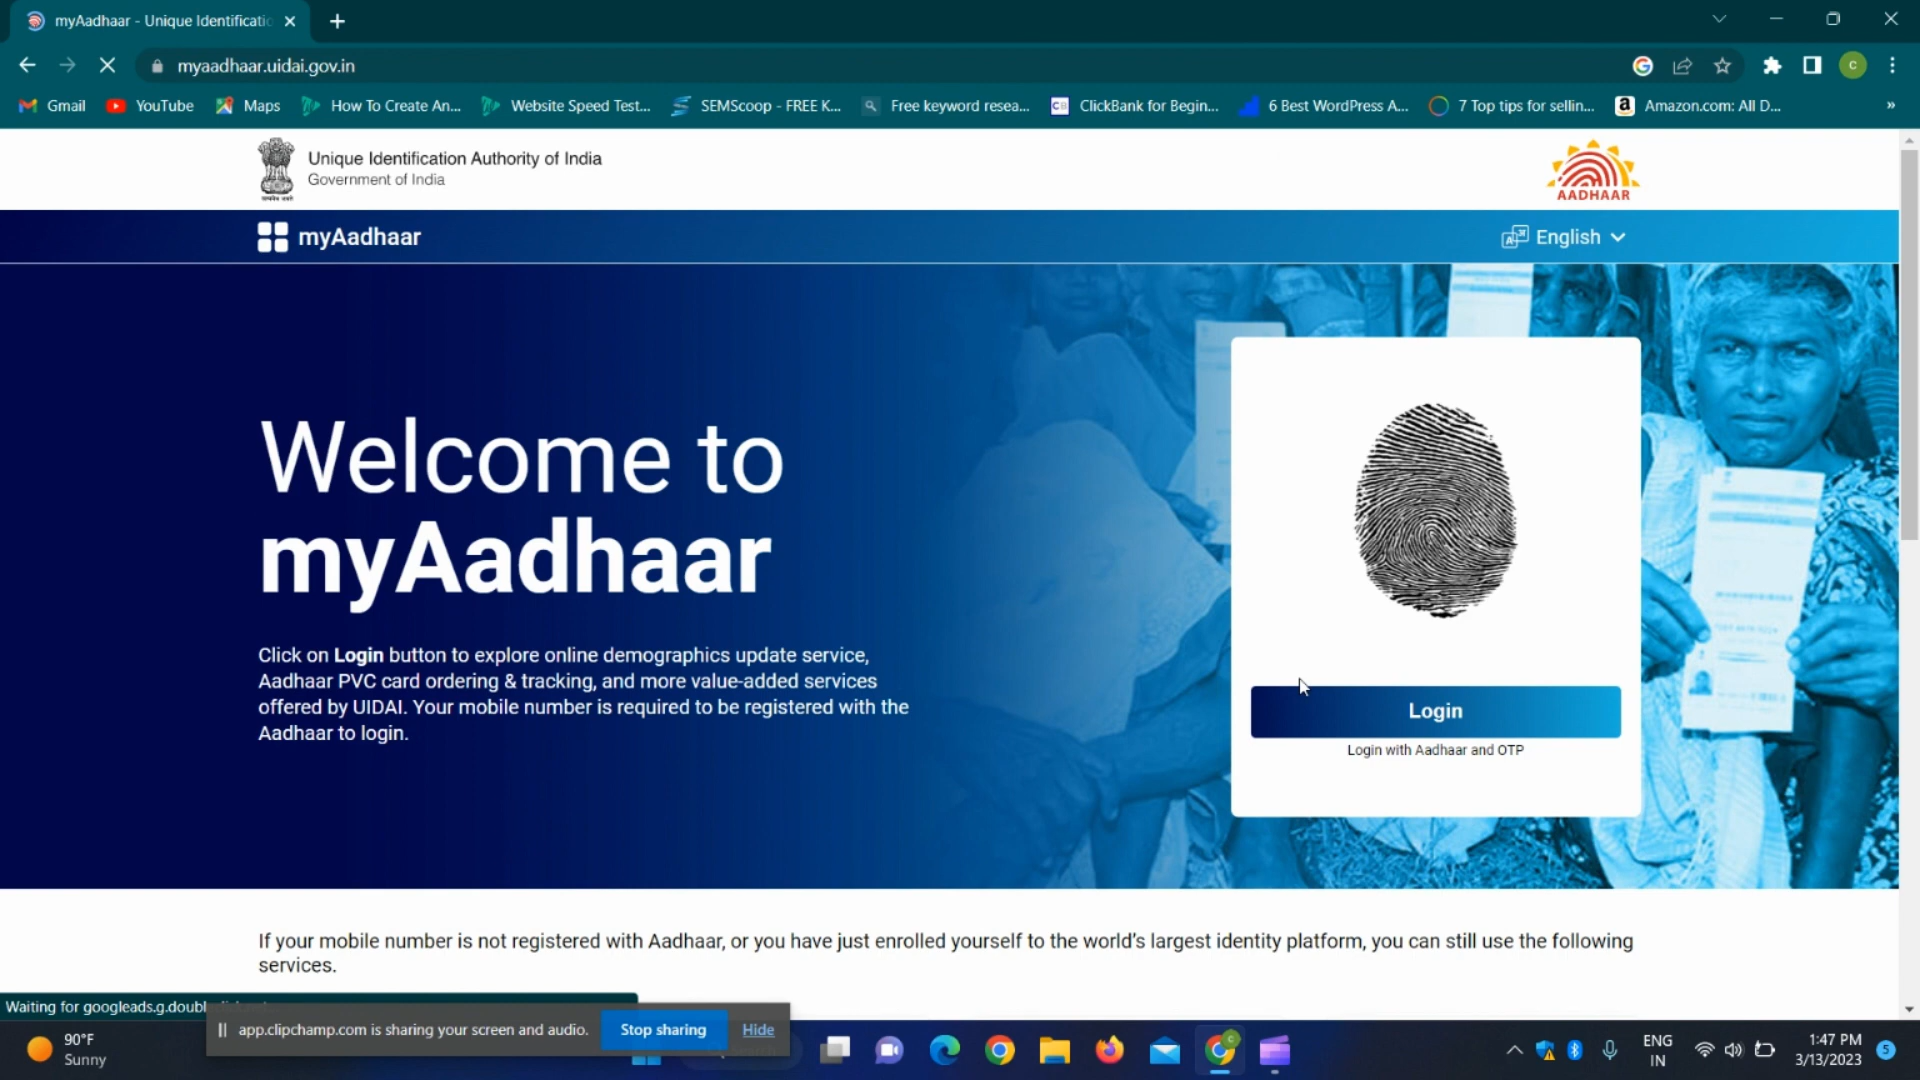 myAadhaar - Unique Identificatic
myaadhaar.uidai.gov.in
Gmail
YouTube
Maps
How To Create An...
Website Speed Test...
SEMScoop - FREE K...
Free keyword resea...
ClickBank for Begin...
6 Best WordPress A...
7 Top tips for sellin...
Amazon.com: All D...
Unique Identification Authority of India
Government of India
AADHAAR
myAadhaar
English
Welcome to
myAadhaar
Click on Login button to explore online demographics update service,
Aadhaar PVC card ordering & tracking, and more value-added services
offered by UIDAI. Your mobile number is required to be registered with the
Aadhaar to login.
Login
Login with Aadhaar and OTP
If your mobile number is not registered with Aadhaar, or you have just enrolled yourself to the world's largest identity platform, you can still use the following
services.
Waiting for googleads.g.doubl
app.clipchamp.com is sharing your screen and audio.
Stop sharing
Hide
90°F
Sunny
ENG
IN
1:47 PM
3/13/2023
5